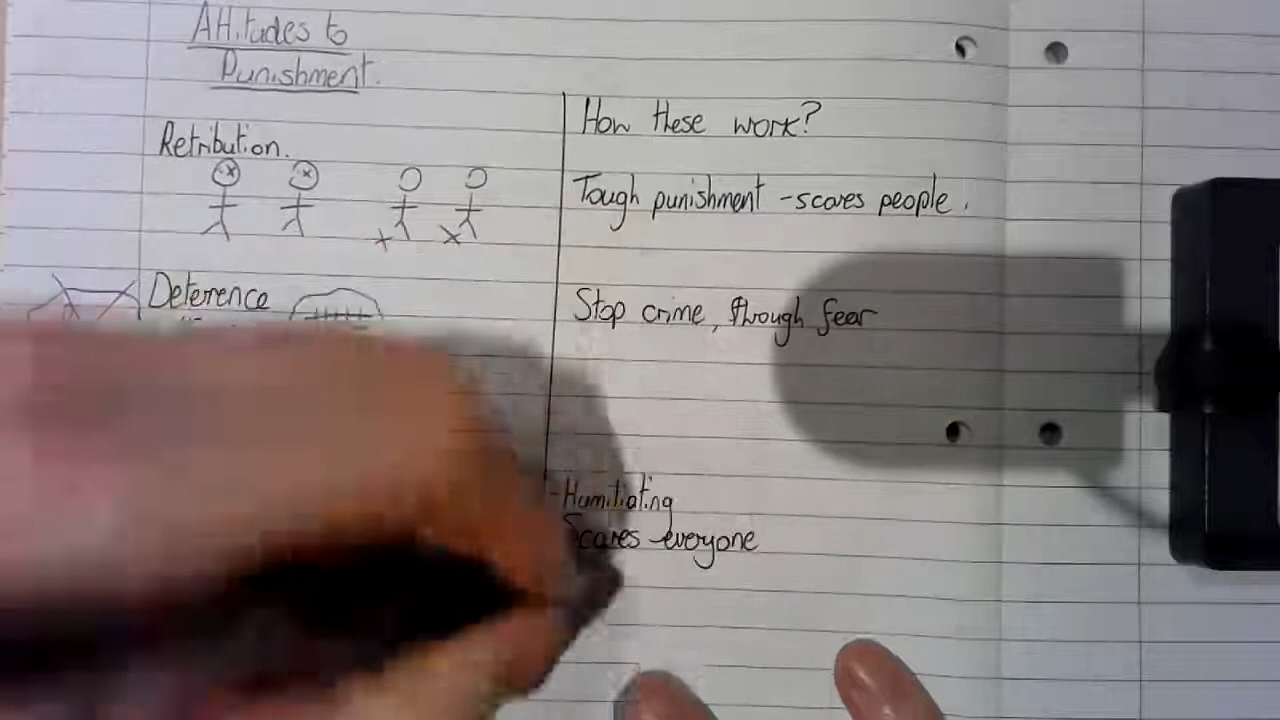 Attitudes to
Punishment.
How these work?
Retribution.
Tough punishment - scares people.
Deterence
Stop crime, through fear
- Humiliating
Scares everyone